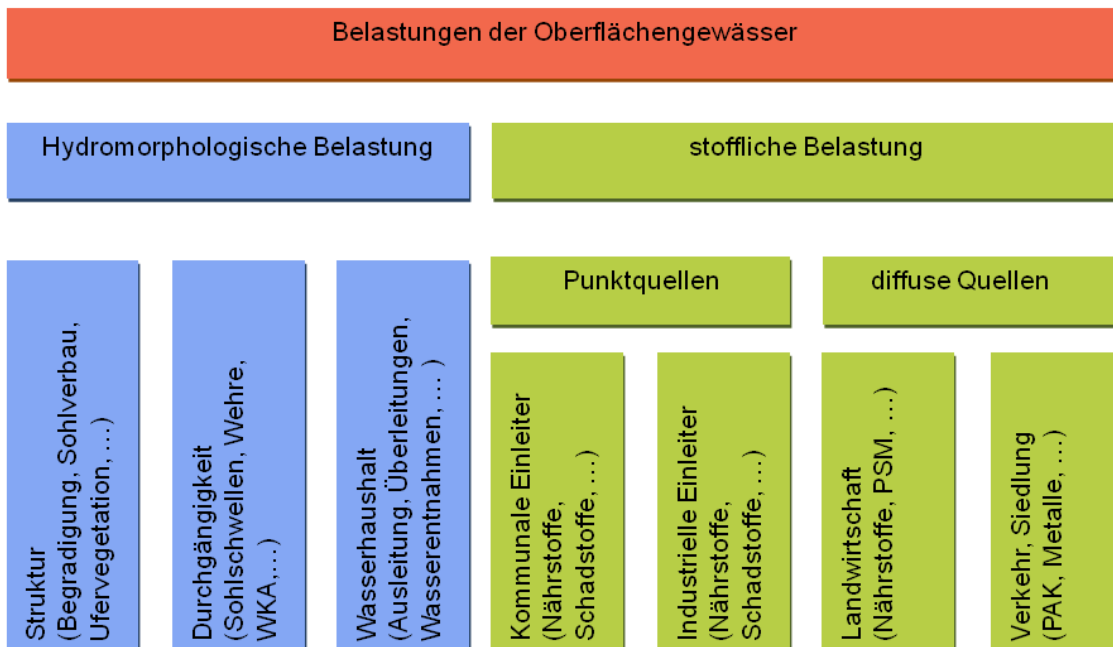 Belastungen der Oberflächengewässer
Hydromorphologische Belastung
stoffliche Belastung
Punktquellen
diffuse Quellen
Struktur
(Begradigung, Sohlverbau,
Ufervegetation, …)
Durchgängigkeit
(Sohlschwellen, Wehre,
WKA,…)
Wasserhaushalt
(Ausleitung, Überleitungen,
Wasserentnahmen, … )
Kommunale Einleiter
(Nährstoffe,
Schadstoffe, …)
Industrielle Einleiter
(Nährstoffe,
Schadstoffe, …)
Landwirtschaft
(Nährstoffe, PSM, …)
Verkehr, Siedlung
(PAK, Metalle, …)